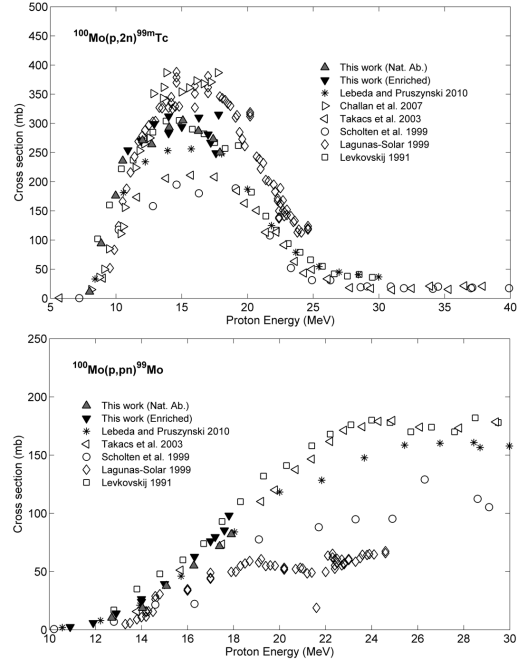 100Mo(p,2n)99mTc
This work (Nat. Ab.)
This work (Enriched)
Lebeda and Pruszynski 2010
Challan et al. 2007
Takacs et al. 2003
Scholten et al. 1999
Lagunas-Solar 1999
Levkovskij 1991
500
450
400
350
300
250
200
150
100
50
0
Cross section (mb)
5 10 15 20 25 30 35 40
Proton Energy (MeV)
100Mo(p,pn)99Mo
This work (Nat. Ab.)
This work (Enriched)
Lebeda and Pruszynski 2010
Takacs et al. 2003
Scholten et al. 1999
Lagunas-Solar 1999
Levkovskij 1991
250
200
150
100
50
0
Cross section (mb)
10 12 14 16 18 20 22 24 26 28 30
Proton Energy (MeV)